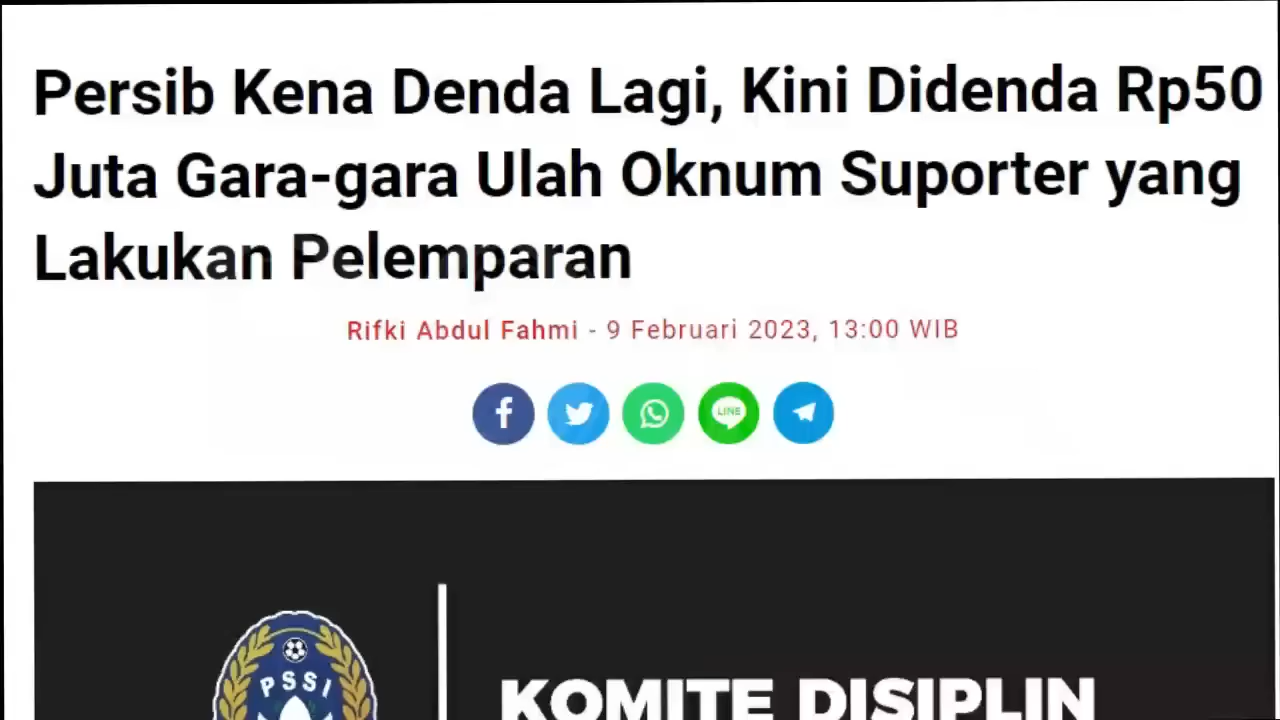 Persib Kena Denda Lagi, Kini Didenda Rp50
Juta Gara-gara Ulah Oknum Suporter yang
Lakukan Pelemparan
Rifki Abdul Fahmi - 9 Februari 2023, 13:00 WIB
LINE
PSSI
KOMITE DISIPLIN